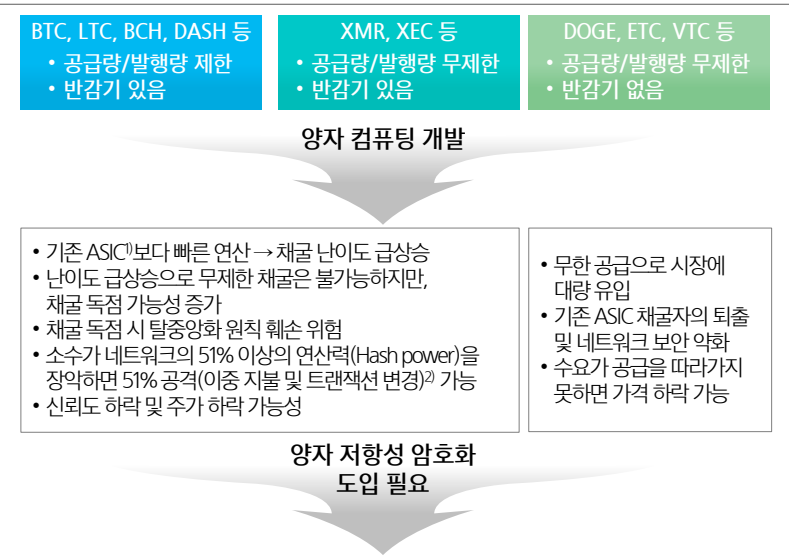 BTC, LTC, BCH, DASH 등
• 공급량/발행량 제한
• 반감기 있음
XMR, XEC 등
• 공급량/발행량 무제한
• 반감기 있음
DOGE, ETC, VTC 등
• 공급량/발행량 무제한
• 반감기 없음
양자 컴퓨팅 개발
• 기존 ASIC1)보다 빠른 연산 → 채굴 난이도 급상승
• 난이도 급상승으로 무제한 채굴은 불가능하지만,
채굴 독점 가능성 증가
• 채굴 독점 시 탈중앙화 원칙 훼손 위험
• 소수가 네트워크의 51% 이상의 연산력(Hash power)을
장악하면 51% 공격(이중 지불 및 트랜잭션 변경)2) 가능
• 신뢰도 하락 및 주가 하락 가능성
• 무한 공급으로 시장에
대량 유입
• 기존 ASIC 채굴자의 퇴출
및 네트워크 보안 약화
• 수요가 공급을 따라가지
못하면 가격 하락 가능
양자 저항성 암호화
도입 필요